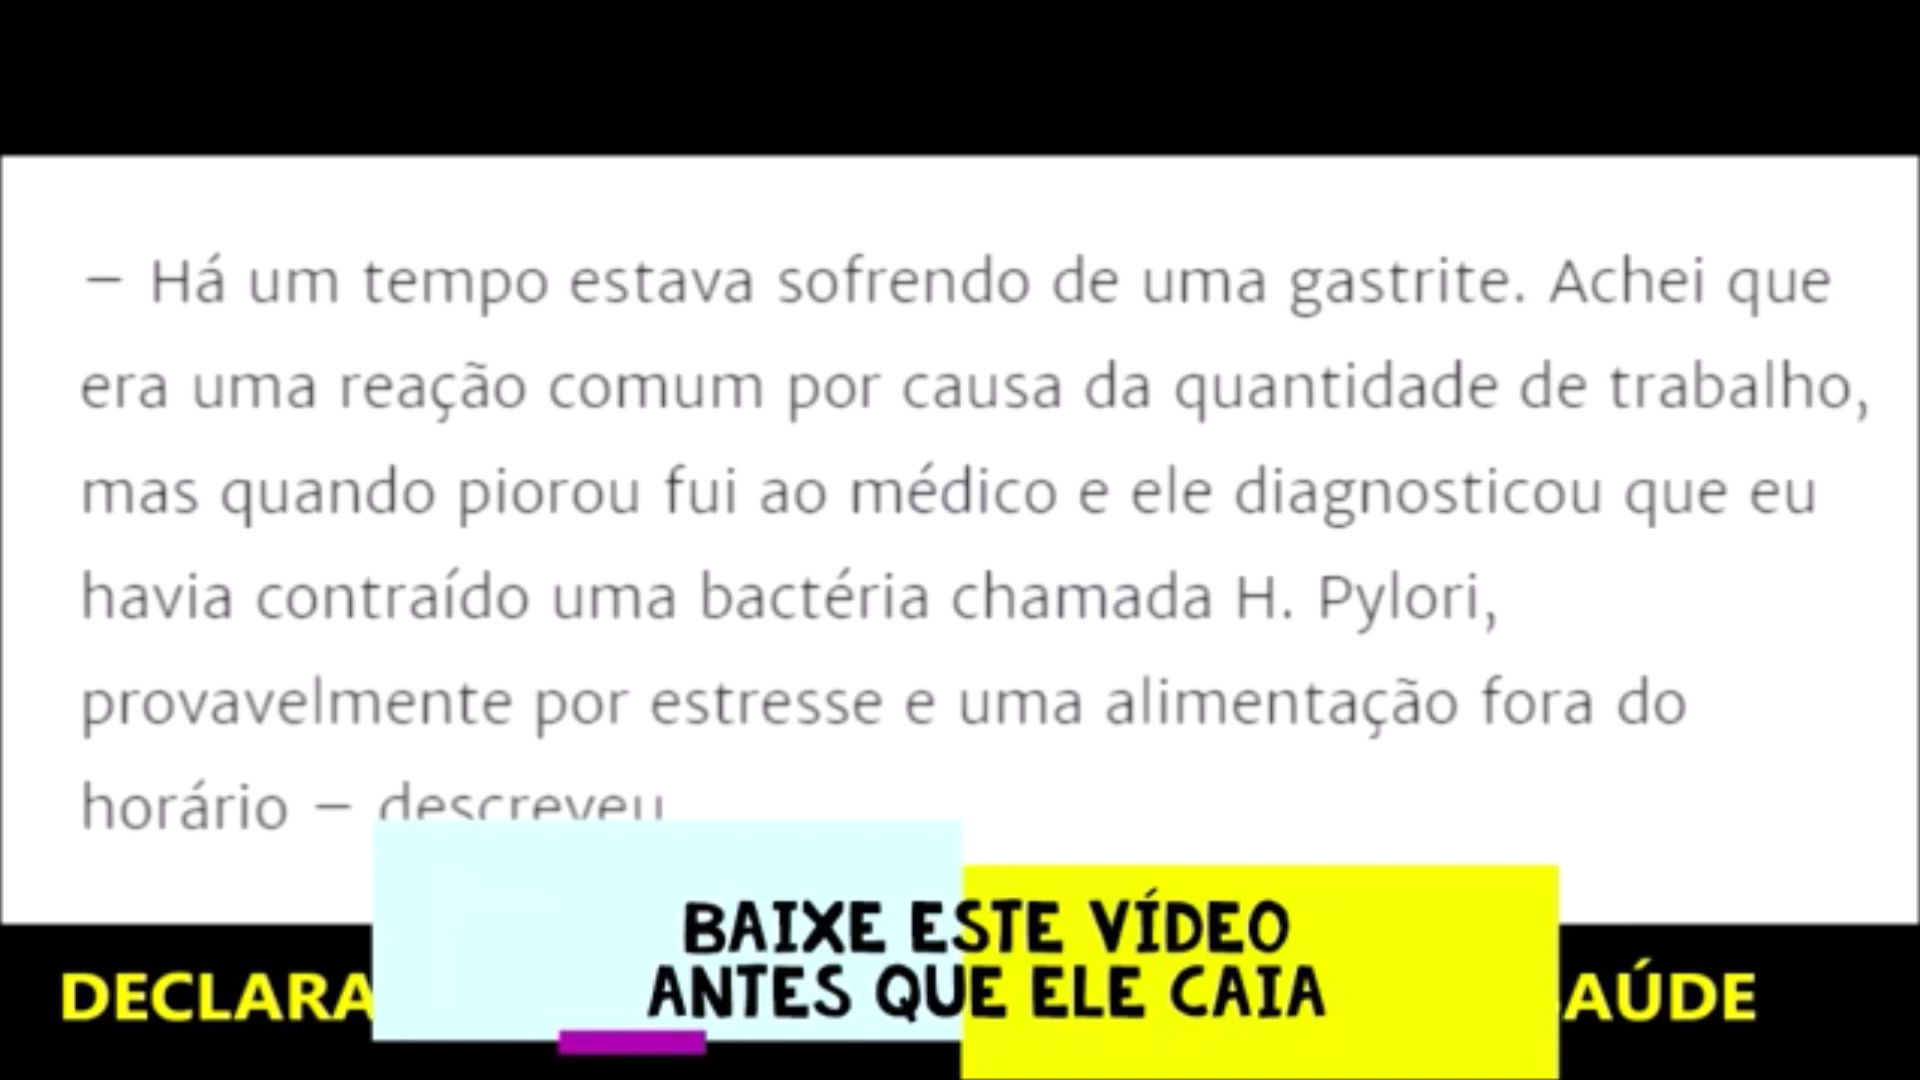 – Há um tempo estava sofrendo de uma gastrite. Achei que
era uma reação comum por causa da quantidade de trabalho,
mas quando piorou fui ao médico e ele diagnosticou que eu
havia contraído uma bactéria chamada H. Pylori,
provavelmente por estresse e uma alimentação fora do
horário – descreveu
BAIXE ESTE VÍDEO
ANTES QUE ELE CAIA
DECLARA AÚDE